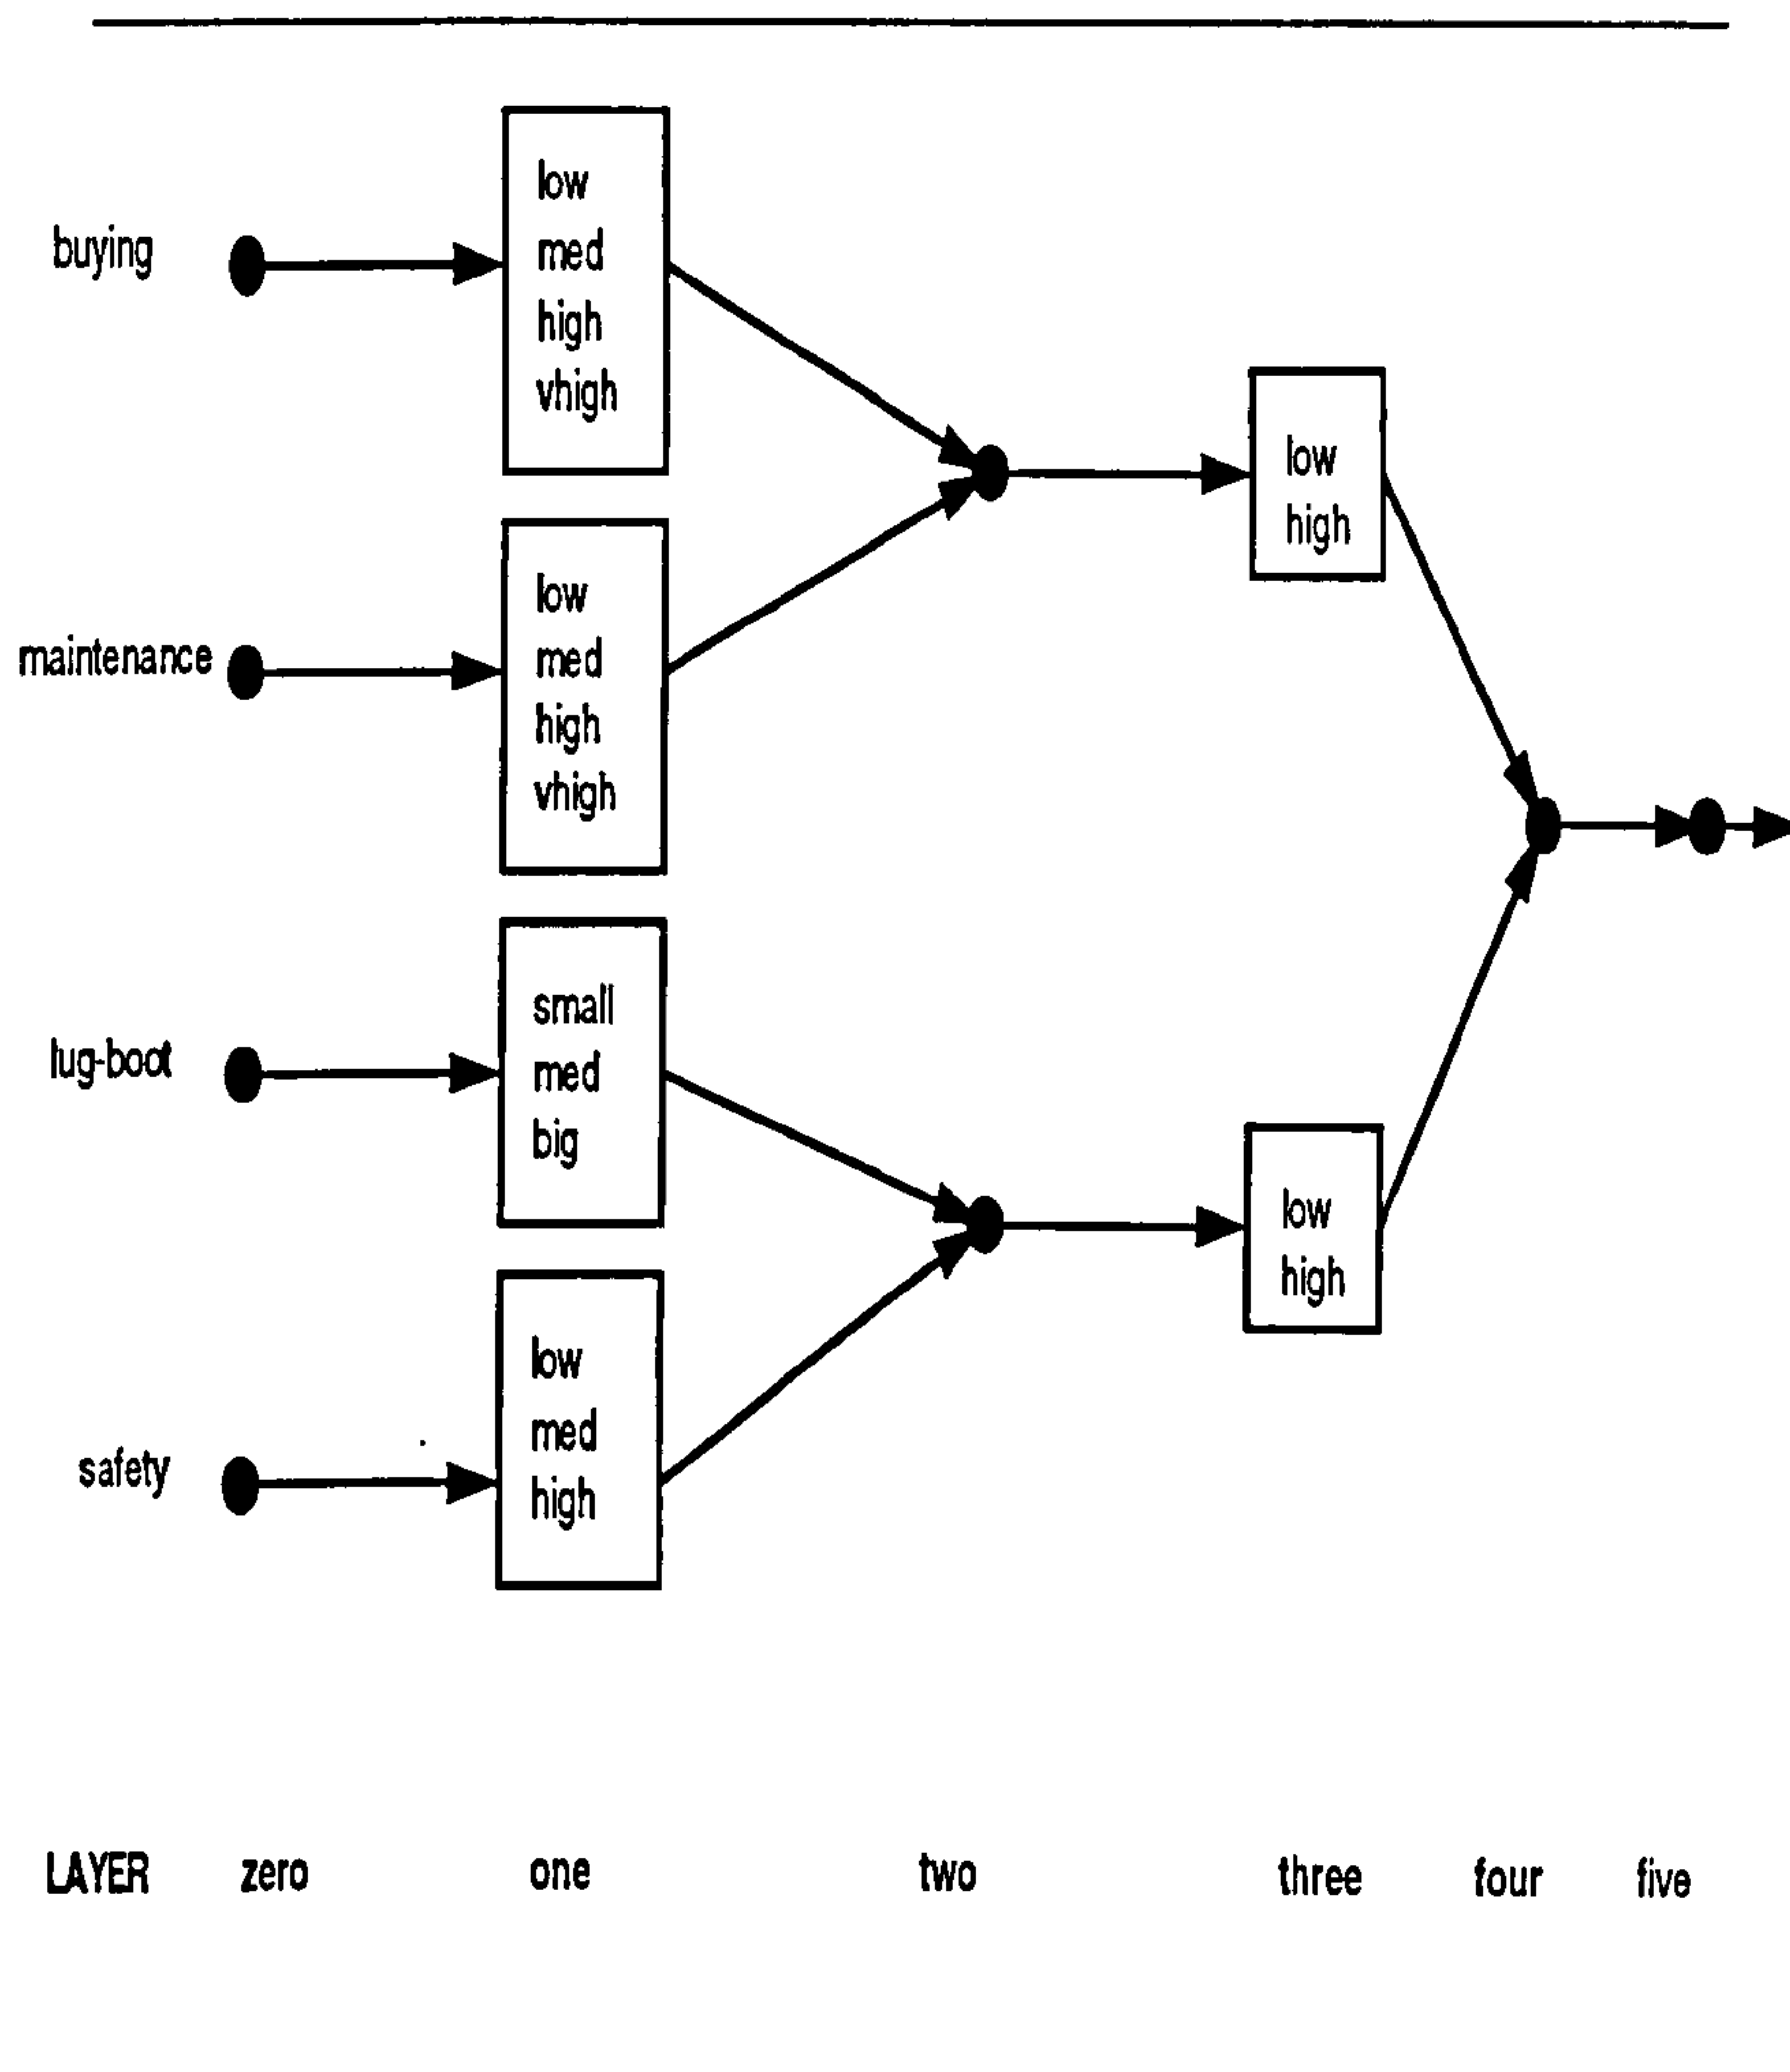 buying
low
med
high
vhigh
maintenance
low
med
high
vhigh
low
high
lug-boot
small
med
big
safety
low
med
high
low
high
LAYER zero one two three four five